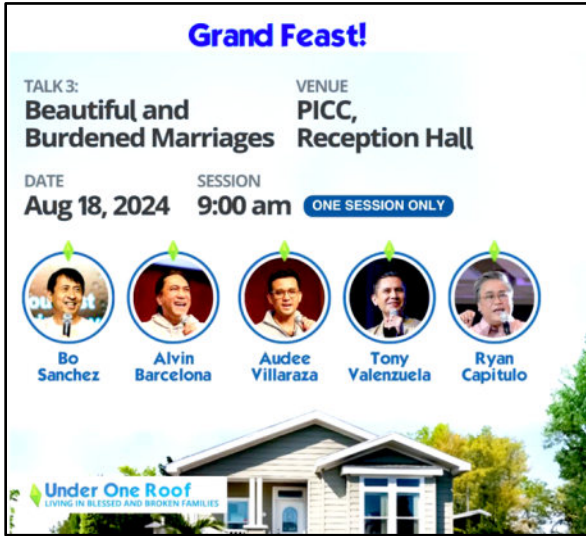 Grand Feast!
TALK 3:
Beautiful and
Burdened Marriages
VENUE
PICC,
Reception Hall
DATE
Aug 18, 2024
SESSION
9:00 am
ONE SESSION ONLY
Bo
Sanchez
Alvin
Barcelona
Audee
Villaraza
Tony
Valenzuela
Ryan
Capitulo
Under One Roof
LIVING IN BLESSED AND BROKEN FAMILIES